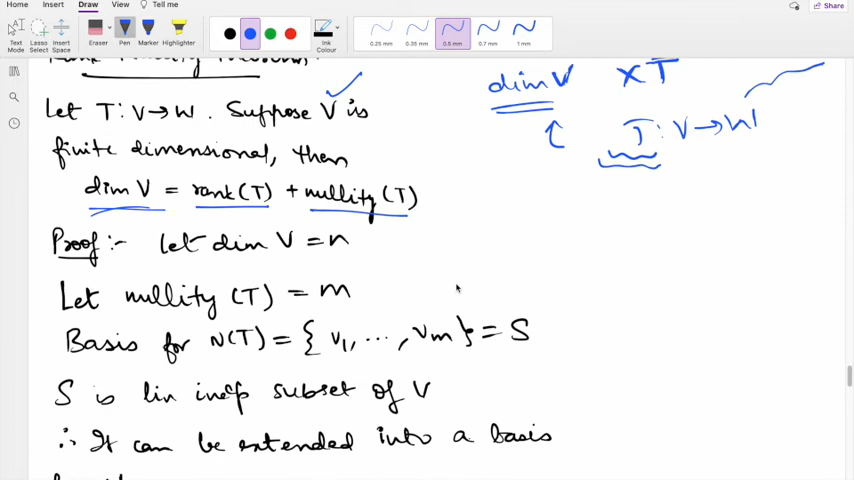 Home Insert Draw View Tell me
Share
Text Mode
Lasso Select
Insert Space
Eraser
Pen
Marker
Highlighter
0.25 mm
0.35 mm
0.5 mm
0.7 mm
1 mm
Ink Colour
dim V × T
T : V → W
Let T: V → W. Suppose V is
finite dimensional, then
dim V = rank(T) + nullity(T)
Proof :- let dim V = n
Let nullity (T) = m
Basis for N(T) = { v1, ..., vm } = S
S is lin indep subset of V
∴ It can be extended into a basis